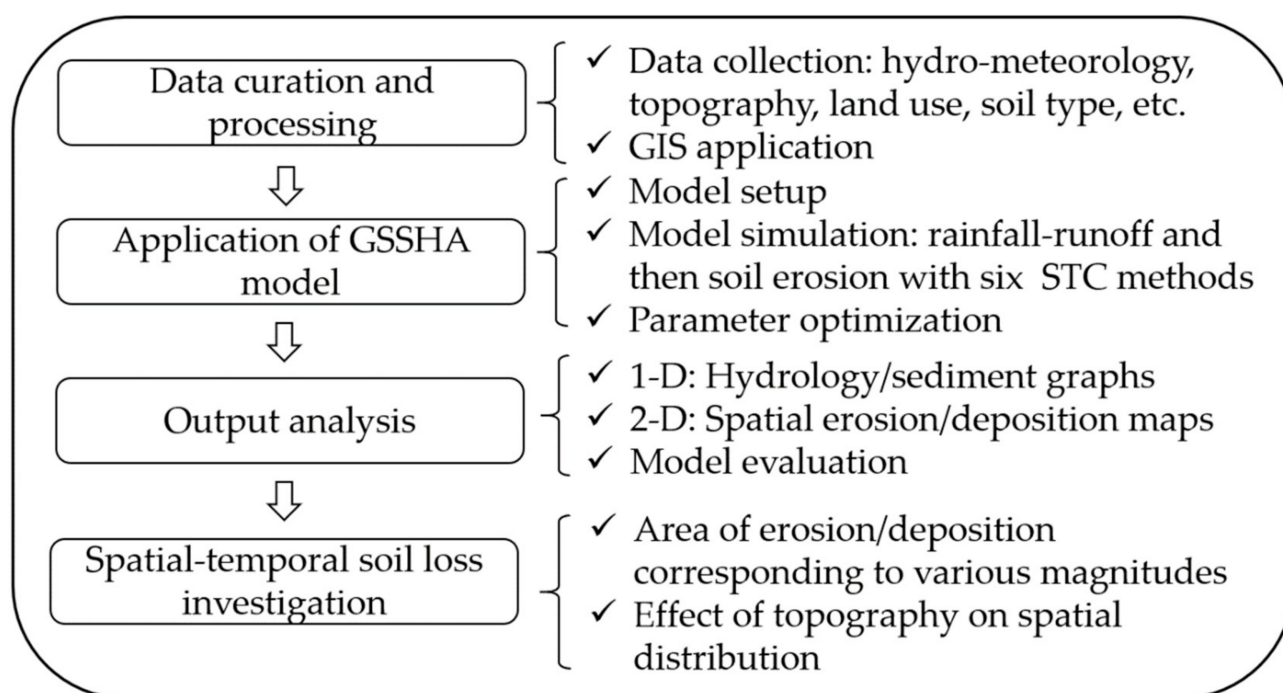 Data curation and
processing
✓ Data collection: hydro-meteorology,
topography, land use, soil type, etc.
✓ GIS application
Application of GSSHA
model
✓ Model setup
✓ Model simulation: rainfall-runoff and
then soil erosion with six STC methods
✓ Parameter optimization
Output analysis
✓ 1-D: Hydrology/sediment graphs
✓ 2-D: Spatial erosion/deposition maps
✓ Model evaluation
Spatial-temporal soil loss
investigation
✓ Area of erosion/deposition
corresponding to various magnitudes
✓ Effect of topography on spatial
distribution